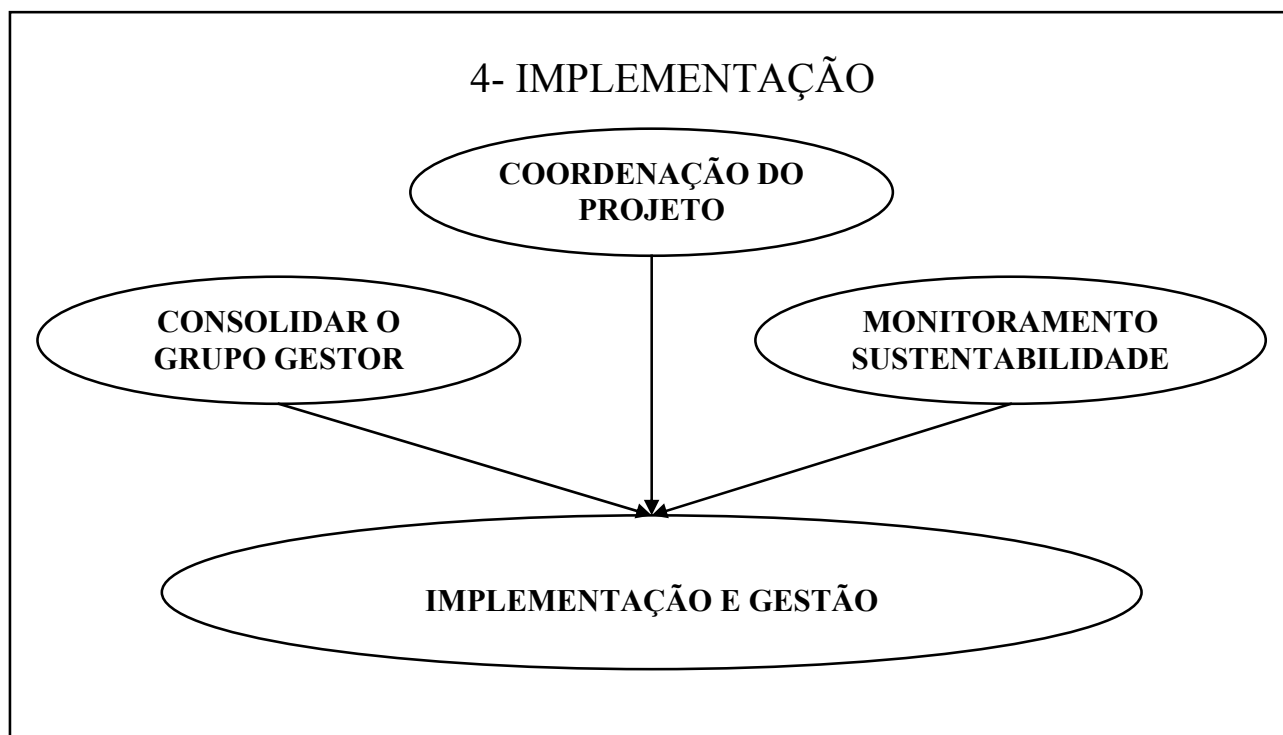 4- IMPLEMENTAÇÃO
COORDENAÇÃO DO
PROJETO
CONSOLIDAR O
GRUPO GESTOR
MONITORAMENTO
SUSTENTABILIDADE
IMPLEMENTAÇÃO E GESTÃO